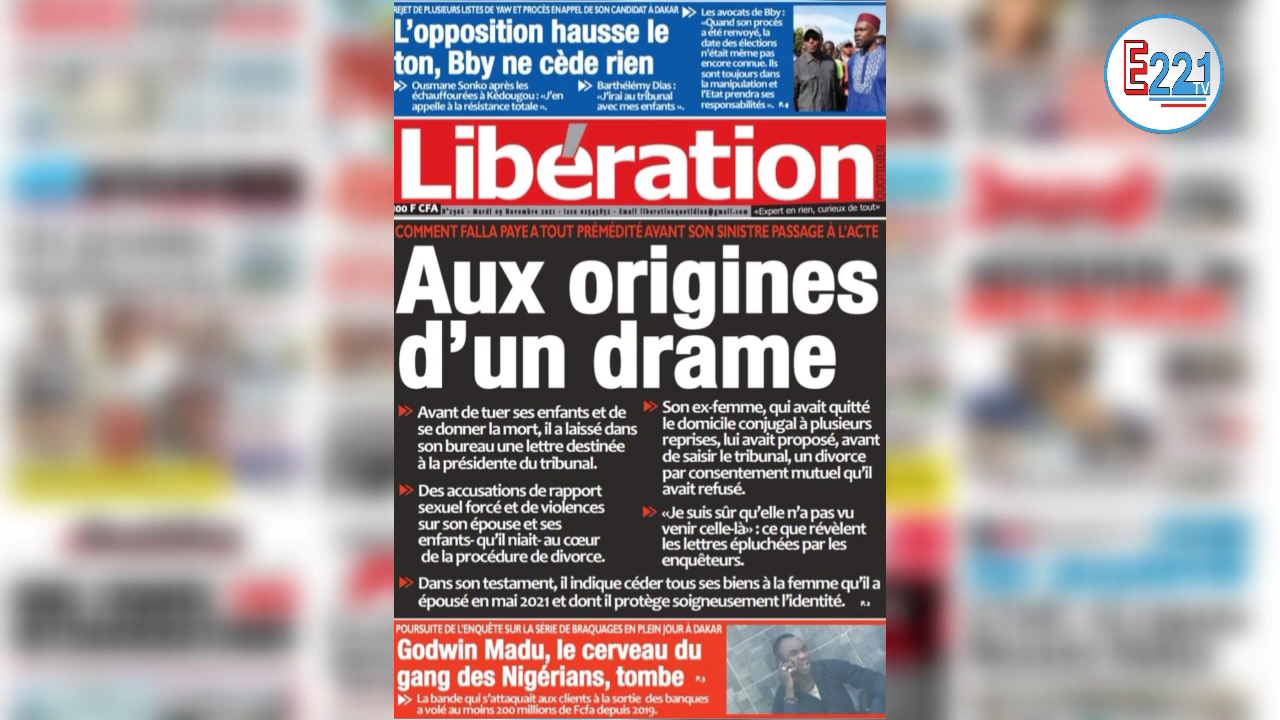 REJET DE PLUSIEURS LISTES DE YAW ET PROCÈS EN APPEL DE SON CANDIDAT À DAKAR
L'opposition hausse le
ton, Bby ne cède rien
Ousmane Sonko après les
échauffourées à Kédougou : «J'en
appelle à la résistance totale ».
Barthélémy Dias :
«J'irai au tribunal
avec mes enfants ».
Les avocats de Bby :
«Quand son procès
a été renvoyé, la
date des élections
n'était même pas
encore connue. Ils
sont toujours dans
la manipulation et
l'Etat prendra ses
responsabilités ». P.4
E221
TV
Libération
100 F CFA N°2906 - Mardi 09 Novembre 2021 - Issn 02545852 - Email liberationquotidien@gmail.com «Expert en rien, curieux de tout»
COMMENT FALLA PAYE A TOUT PRÉMÉDITÉ AVANT SON SINISTRE PASSAGE À L'ACTE
Aux origines
d'un drame
Avant de tuer ses enfants et de
se donner la mort, il a laissé dans
son bureau une lettre destinée
à la présidente du tribunal.
Des accusations de rapport
sexuel forcé et de violences
sur son épouse et ses
enfants- qu'il niait- au cœur
de la procédure de divorce.
Son ex-femme, qui avait quitté
le domicile conjugal à plusieurs
reprises, lui avait proposé, avant
de saisir le tribunal, un divorce
par consentement mutuel qu'il
avait refusé.
«Je suis sûr qu'elle n'a pas vu
venir celle-là» : ce que révèlent
les lettres épluchées par les
enquêteurs.
Dans son testament, il indique céder tous ses biens à la femme qu'il a
épousé en mai 2021 et dont il protège soigneusement l'identité. P.2
POURSUITE DE L'ENQUÊTE SUR LA SÉRIE DE BRAQUAGES EN PLEIN JOUR À DAKAR
Godwin Madu, le cerveau du
gang des Nigérians, tombe P.3
La bande qui s'attaquait aux clients à la sortie des banques
a volé au moins 200 millions de Fcfa depuis 2019.